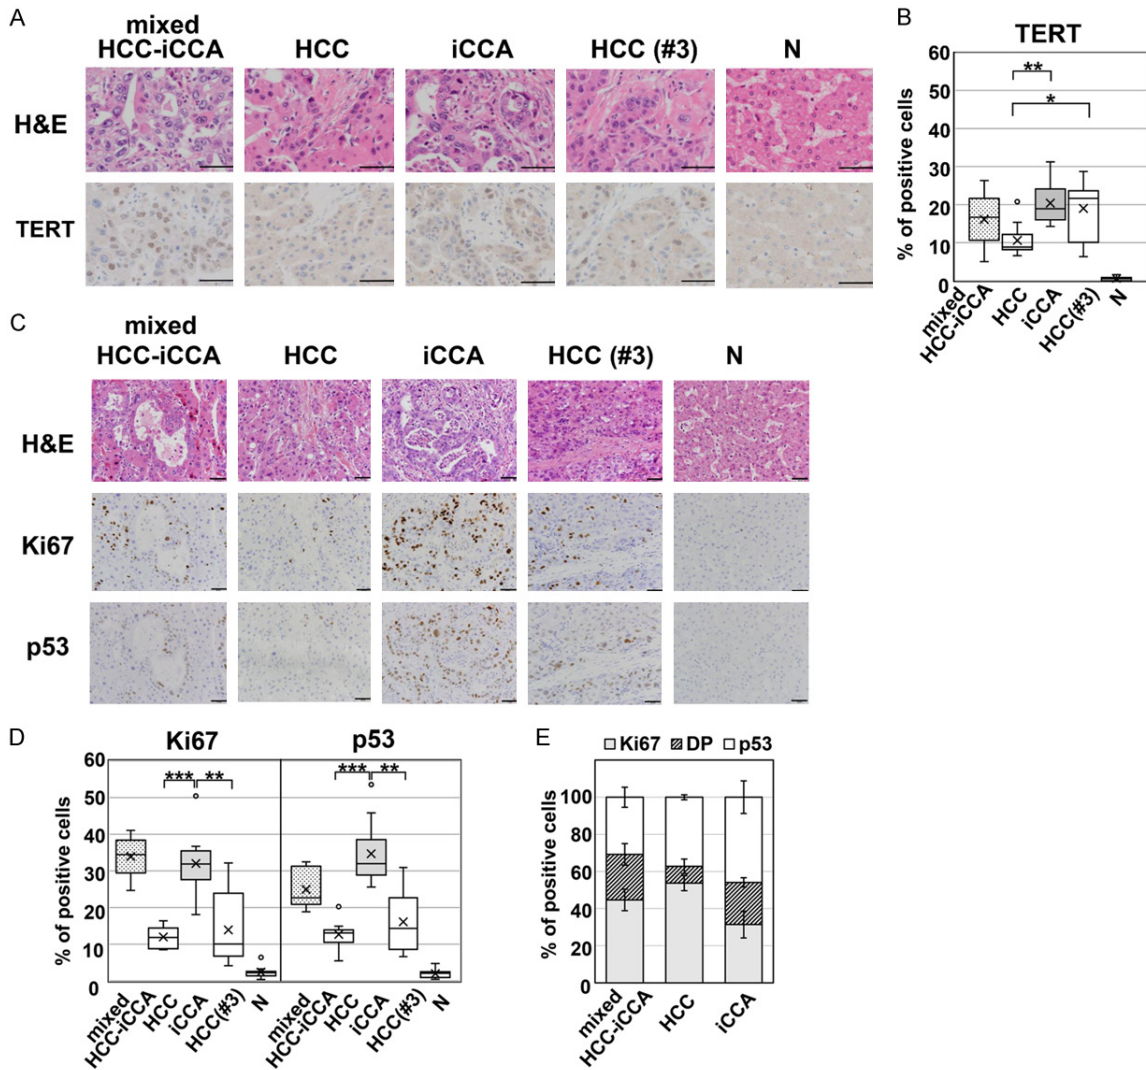 A
mixed
HCC-iCCA HCC iCCA HCC (#3) N
H&E
TERT
B
TERT
% of positive cells
60
50
40
30
20
10
0
**
*
mixed
HCC-iCCA
HCC
iCCA
HCC(#3)
N
C
mixed
HCC-iCCA HCC iCCA HCC (#3) N
H&E
Ki67
p53
D
Ki67 p53
% of positive cells
60
50
40
30
20
10
0
*** **
*** **
mixed
HCC-iCCA
HCC
iCCA
HCC(#3)
N
mixed
HCC-iCCA
HCC
iCCA
HCC(#3)
N
E
Ki67 DP p53
% of positive cells
100
80
60
40
20
0
mixed
HCC-iCCA
HCC
iCCA